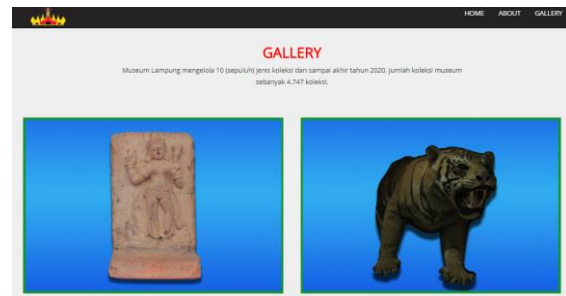 HOME ABOUT GALLERY
GALLERY
Museum Lampung mengelola 10 (sepuluh) jenis koleksi dan sampai akhir tahun 2020, jumlah koleksi museum
sebanyak 4.747 koleksi.